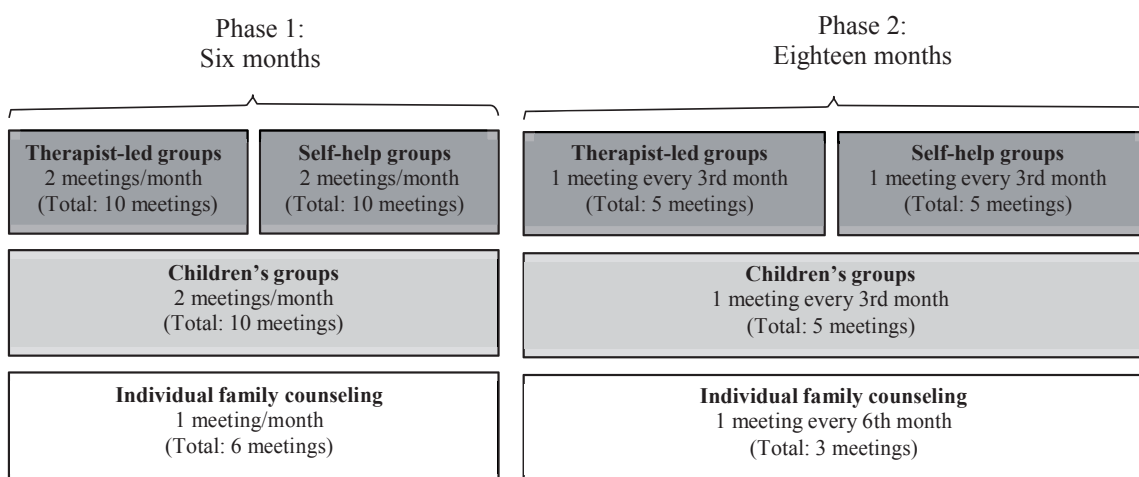 Phase 1:
Six months
Phase 2:
Eighteen months
Therapist-led groups
2 meetings/month
(Total: 10 meetings)
Self-help groups
2 meetings/month
(Total: 10 meetings)
Therapist-led groups
1 meeting every 3rd month
(Total: 5 meetings)
Self-help groups
1 meeting every 3rd month
(Total: 5 meetings)
Children’s groups
2 meetings/month
(Total: 10 meetings)
Children’s groups
1 meeting every 3rd month
(Total: 5 meetings)
Individual family counseling
1 meeting/month
(Total: 6 meetings)
Individual family counseling
1 meeting every 6th month
(Total: 3 meetings)